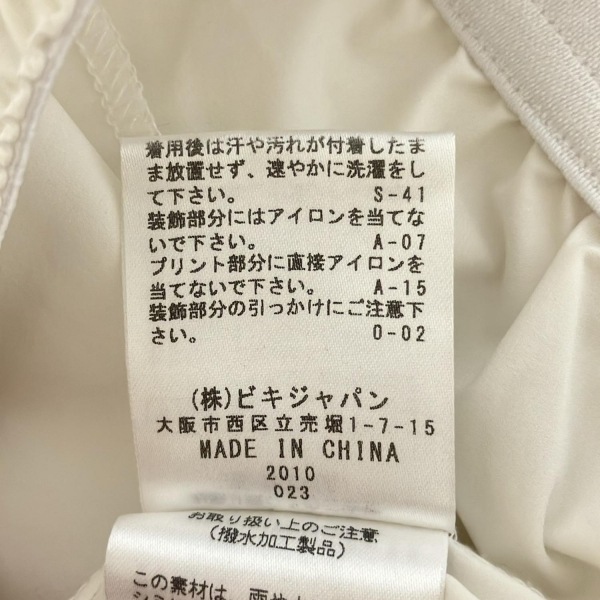 着用後は汗や汚れが付着したま
ま放置せず、速やかに洗濯をし
て下さい。 S-41
装飾部分にはアイロンを当てな
いで下さい。 A-07
プリント部分に直接アイロンを
当てないで下さい。 A-15
装飾部分の引っかけにご注意下
さい。 O-02
(株)ビキジャパン
大阪市西区立売堀1-7-15
MADE IN CHINA
2010
023
お取り扱い上のご注意
(撥水加工製品)
この素材は、雨や